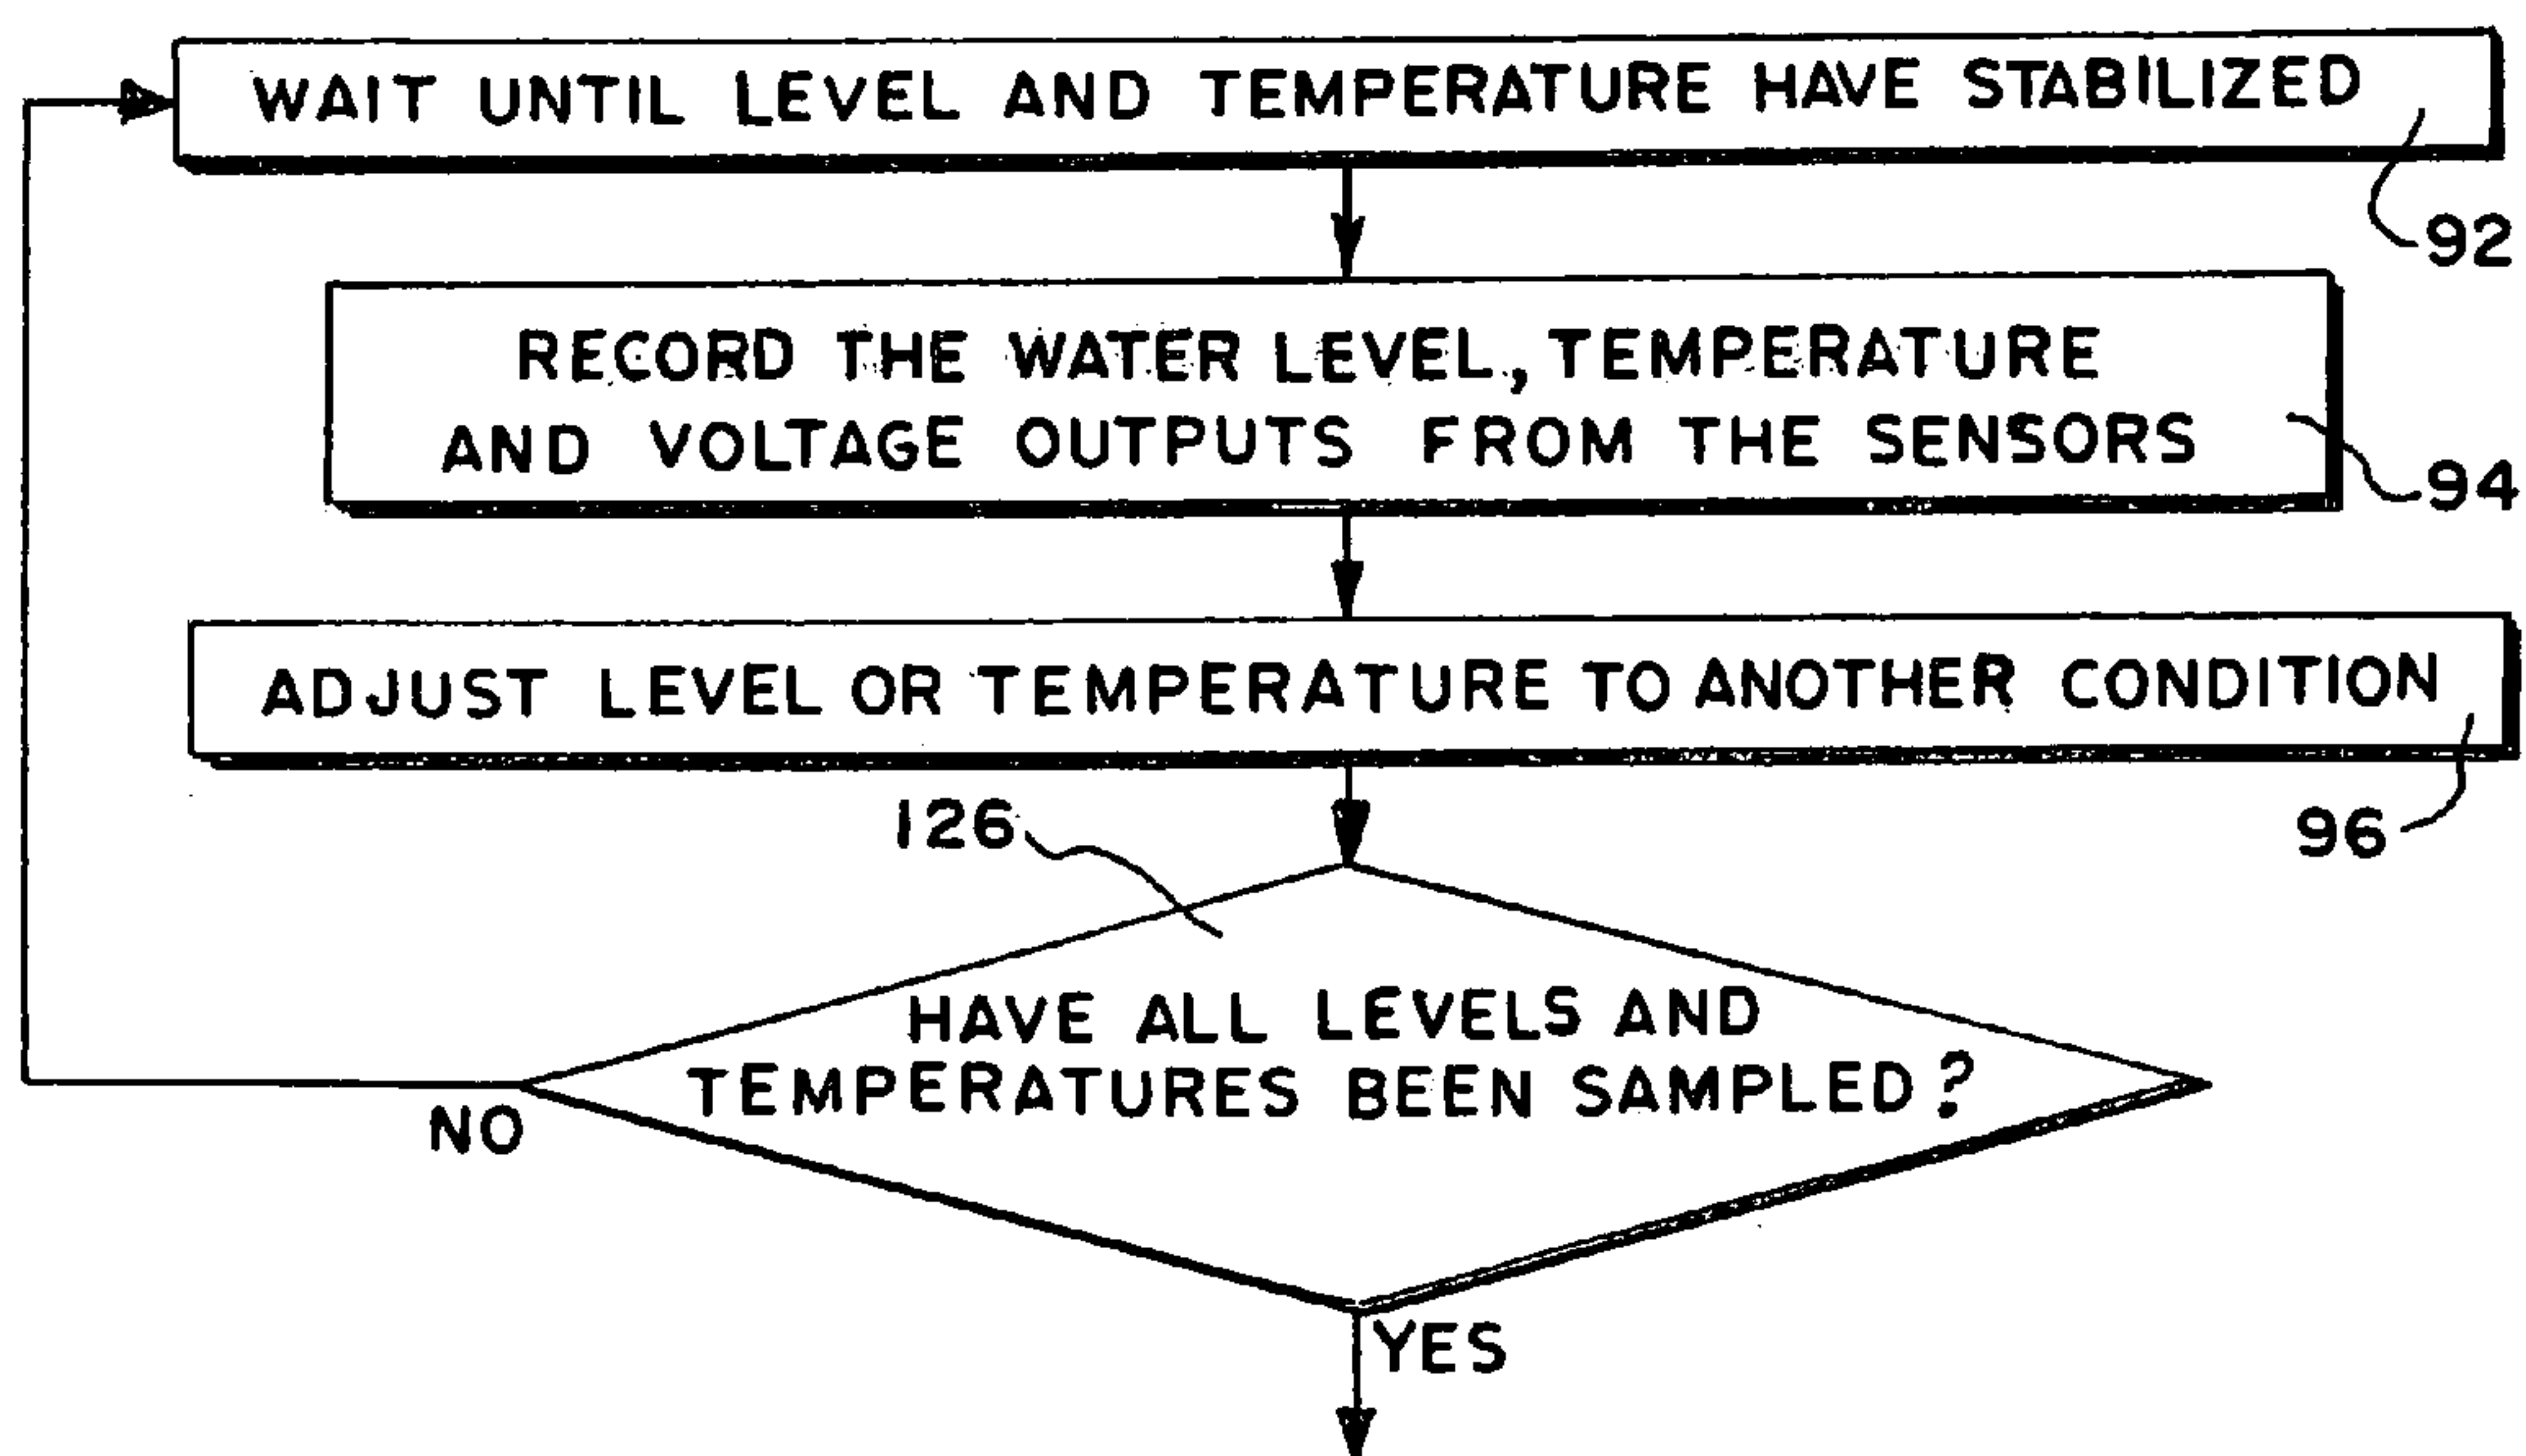 WAIT UNTIL LEVEL AND TEMPERATURE HAVE STABILIZED
92
RECORD THE WATER LEVEL, TEMPERATURE
AND VOLTAGE OUTPUTS FROM THE SENSORS
94
ADJUST LEVEL OR TEMPERATURE TO ANOTHER CONDITION
126
96
HAVE ALL LEVELS AND
TEMPERATURES BEEN SAMPLED?
NO
YES